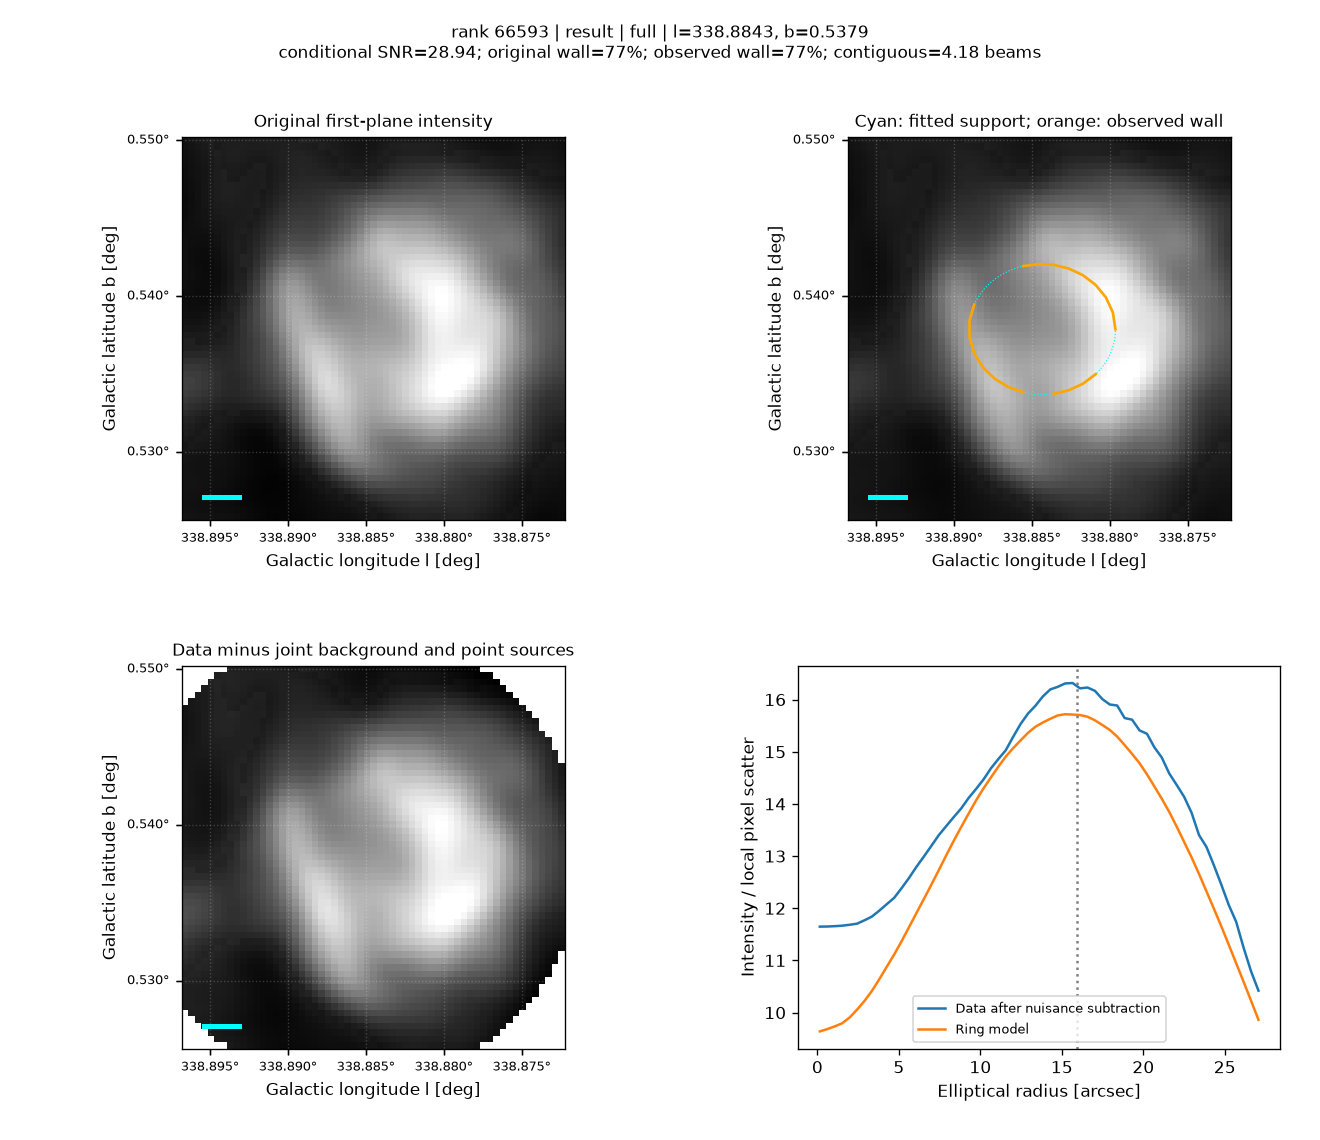 rank 66593 | result | full | l=338.8843, b=0.5379
conditional SNR=28.94; original wall=77%; observed wall=77%; contiguous=4.18 beams
Original first-plane intensity
0.550°
0.540°
0.530°
Galactic latitude b [deg]
338.895° 338.890° 338.885° 338.880° 338.875°
Galactic longitude l [deg]
Cyan: fitted support; orange: observed wall
0.550°
0.540°
0.530°
Galactic latitude b [deg]
338.895° 338.890° 338.885° 338.880° 338.875°
Galactic longitude l [deg]
Data minus joint background and point sources
0.550°
0.540°
0.530°
Galactic latitude b [deg]
338.895° 338.890° 338.885° 338.880° 338.875°
Galactic longitude l [deg]
16
15
14
13
12
11
10
Intensity / local pixel scatter
Data after nuisance subtraction
Ring model
0 5 10 15 20 25
Elliptical radius [arcsec]